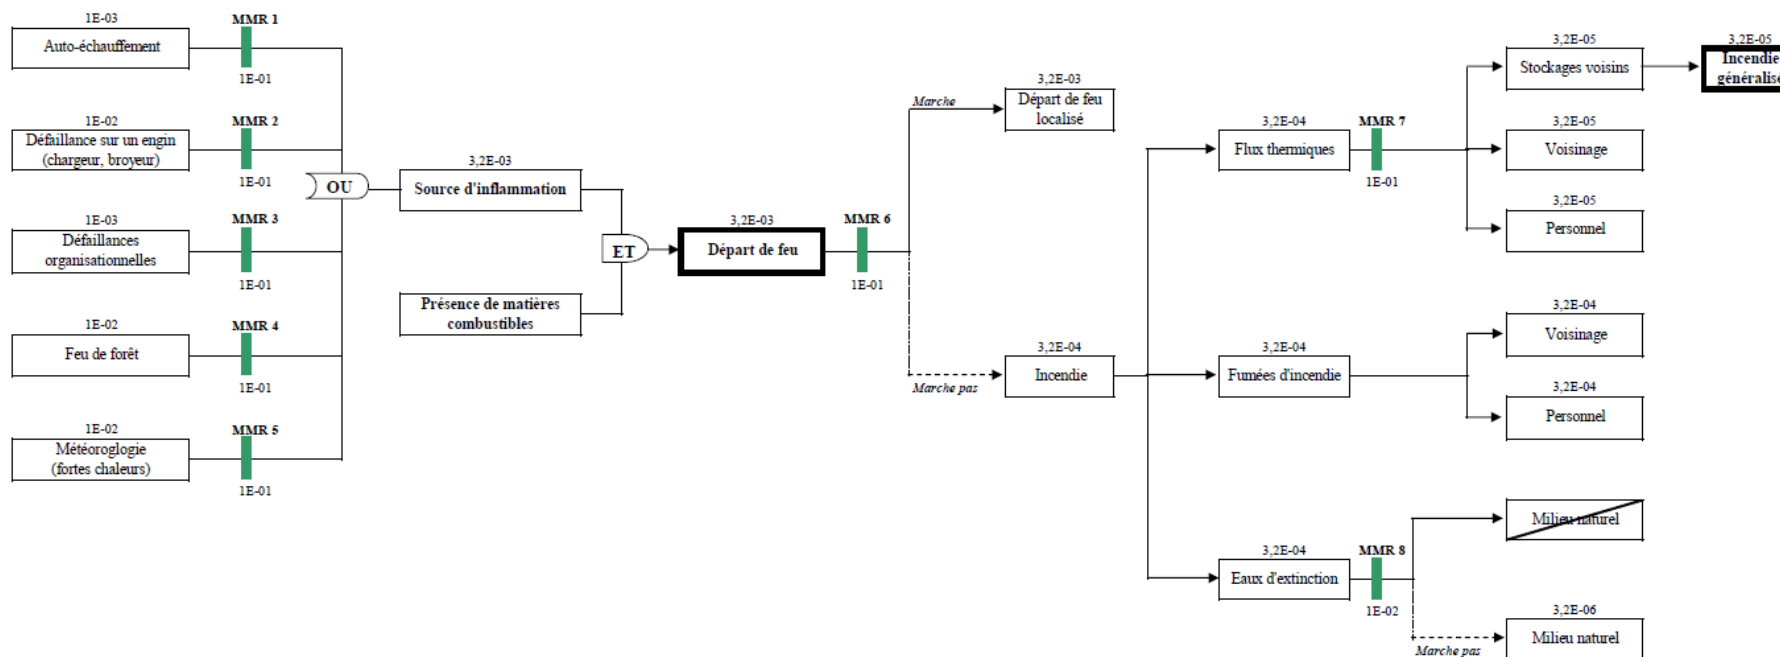 1E-03
MMR 1
Auto-échauffement
1E-01
1E-02
MMR 2
Défaillance sur un engin
(chargeur, broyeur)
1E-01
OU
1E-03
MMR 3
Défaillances
organisationnelles
1E-01
1E-02
MMR 4
Feu de forêt
1E-01
1E-02
MMR 5
Météoroglogie
(fortes chaleurs)
1E-01
3,2E-03
Source d'inflammation
Présence de matières
combustibles
ET
3,2E-03
Départ de feu
MMR 6
1E-01
Marche
3,2E-03
Départ de feu
localisé
Marche pas
3,2E-04
Incendie
3,2E-04
Flux thermiques
MMR 7
1E-01
3,2E-05
Stockages voisins
3,2E-05
Incendie
généralisé
3,2E-05
Voisinage
3,2E-05
Personnel
3,2E-04
Fumées d'incendie
3,2E-04
Voisinage
3,2E-04
Personnel
3,2E-04
Eaux d'extinction
MMR 8
1E-02
Milieu naturel
Marche pas
3,2E-06
Milieu naturel